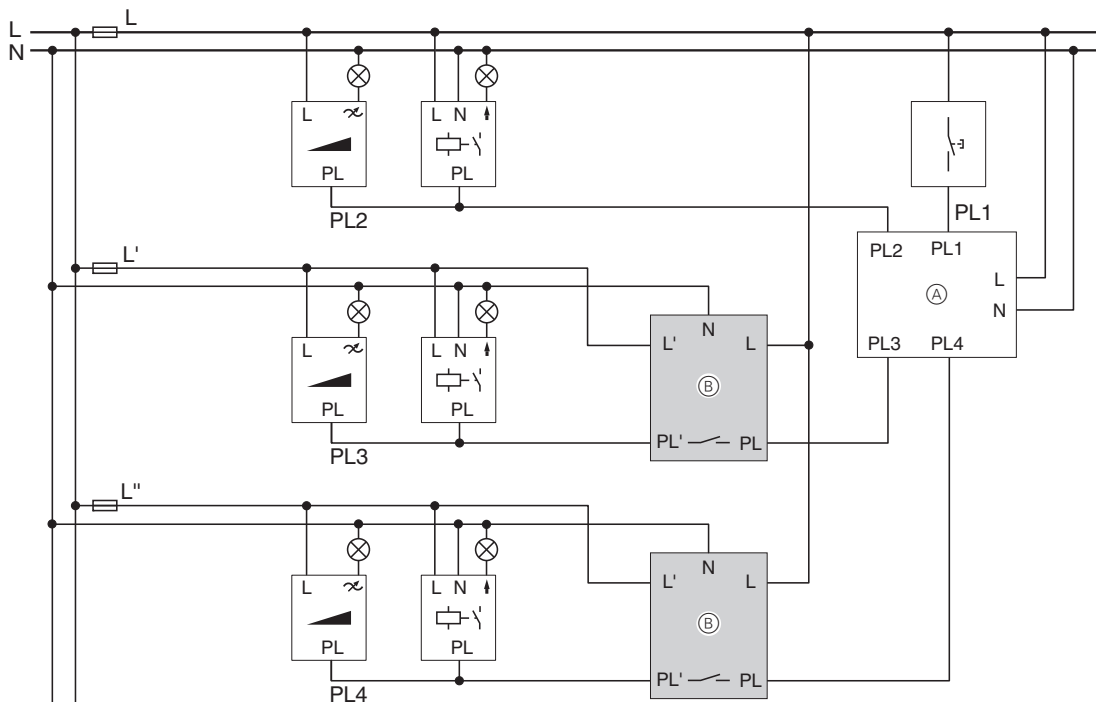 L L
N
L L N
PL PL
PL2 PL1
PL2 PL1
L' L
A
N N
L' L PL3 PL4
L L N
B
PL PL
PL' PL
PL3
L"
N
L' L
L L N
B
PL PL
PL' PL
PL4